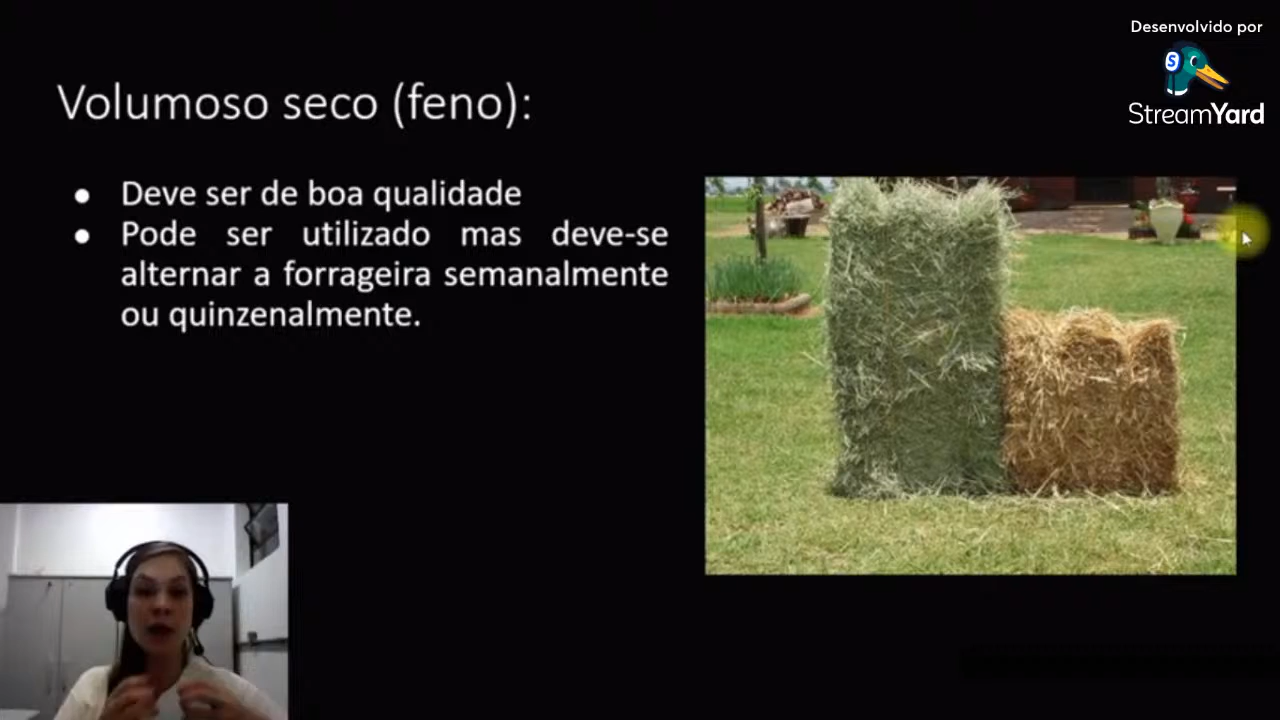 Desenvolvido por
StreamYard
Volumoso seco (feno):
● Deve ser de boa qualidade
● Pode ser utilizado mas deve-se
alternar a forrageira semanalmente
ou quinzenalmente.